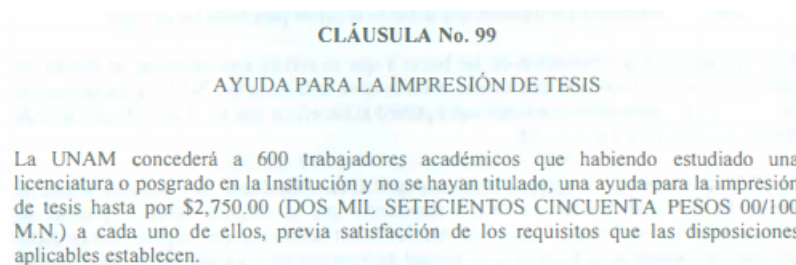 CLÁUSULA No. 99
AYUDA PARA LA IMPRESIÓN DE TESIS
La UNAM concederá a 600 trabajadores académicos que habiendo estudiado una
licenciatura o posgrado en la Institución y no se hayan titulado, una ayuda para la impresión
de tesis hasta por $2,750.00 (DOS MIL SETECIENTOS CINCUENTA PESOS 00/100
M.N.) a cada uno de ellos, previa satisfacción de los requisitos que las disposiciones
aplicables establecen.